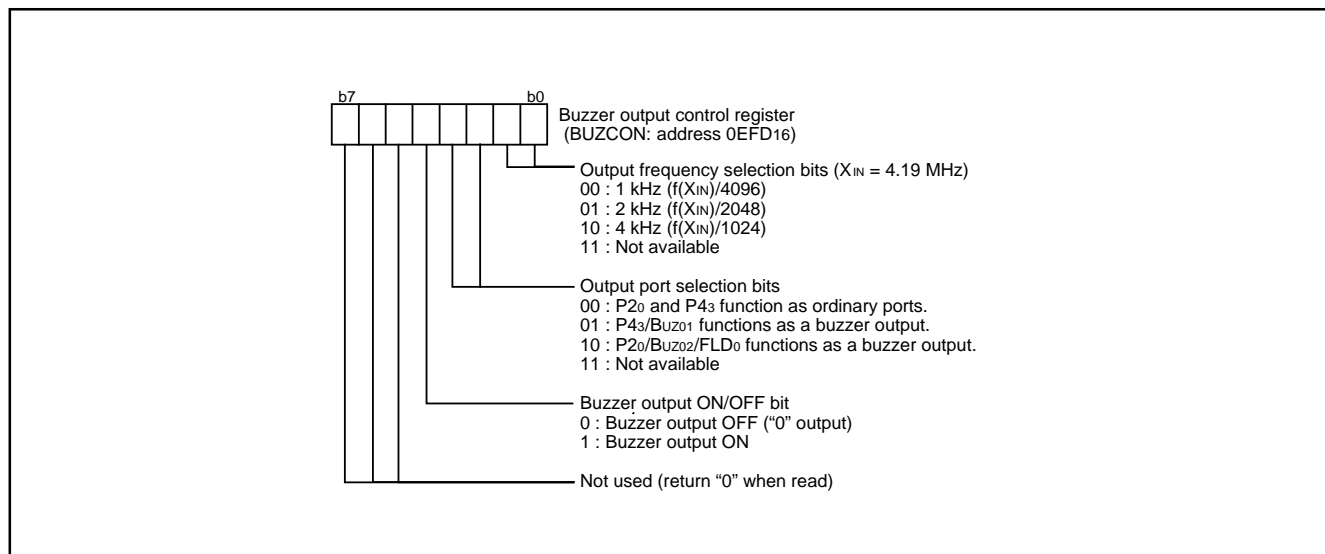 b7 b0
Buzzer output control register
(BUZCON: address 0EFD16)
Output frequency selection bits (XIN = 4.19 MHz)
00 : 1 kHz (f(XIN)/4096)
01 : 2 kHz (f(XIN)/2048)
10 : 4 kHz (f(XIN)/1024)
11 : Not available
Output port selection bits
00 : P20 and P43 function as ordinary ports.
01 : P43/BUZ01 functions as a buzzer output.
10 : P20/BUZ02/FLD0 functions as a buzzer output.
11 : Not available
Buzzer output ON/OFF bit
0 : Buzzer output OFF (“0” output)
1 : Buzzer output ON
Not used (return “0” when read)